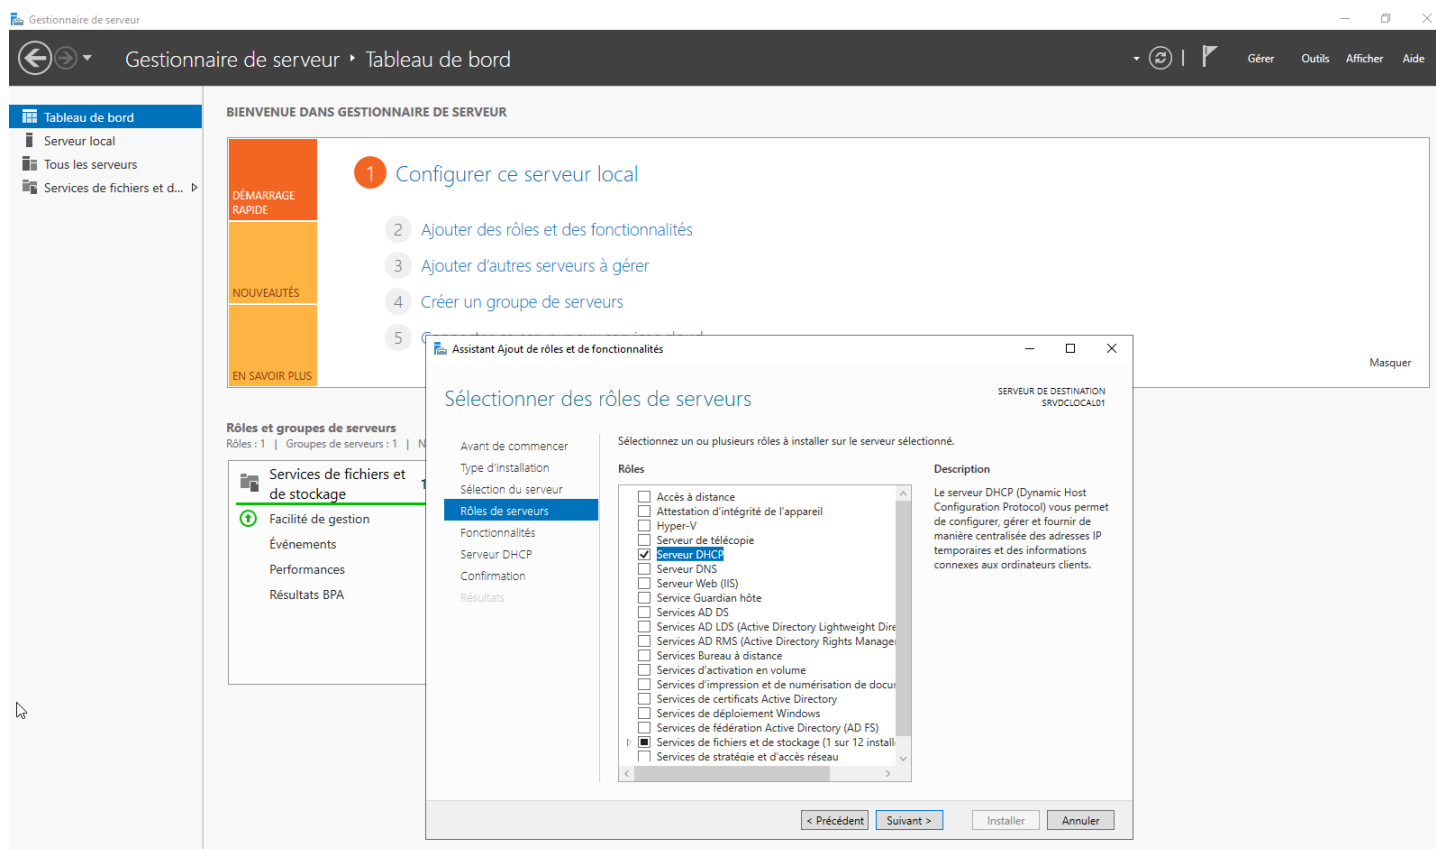 Gestionnaire de serveur
Gestionnaire de serveur ‣ Tableau de bord
Gérer Outils Afficher Aide
Tableau de bord
Serveur local
Tous les serveurs
Services de fichiers et d...
BIENVENUE DANS GESTIONNAIRE DE SERVEUR
DÉMARRAGE
RAPIDE
NOUVEAUTÉS
EN SAVOIR PLUS
1 Configurer ce serveur local
2 Ajouter des rôles et des fonctionnalités
3 Ajouter d'autres serveurs à gérer
4 Créer un groupe de serveurs
5
Masquer
Rôles et groupes de serveurs
Rôles : 1 | Groupes de serveurs : 1 | N
Services de fichiers et
de stockage
1
Facilité de gestion
Événements
Performances
Résultats BPA
Assistant Ajout de rôles et de fonctionnalités
Sélectionner des rôles de serveurs
SERVEUR DE DESTINATION
SRVDCLOCAL01
Avant de commencer
Type d'installation
Sélection du serveur
Rôles de serveurs
Fonctionnalités
Serveur DHCP
Confirmation
Résultats
Sélectionnez un ou plusieurs rôles à installer sur le serveur sélectionné.
Rôles
Accès à distance
Attestation d'intégrité de l'appareil
Hyper-V
Serveur de télécopie
Serveur DHCP
Serveur DNS
Serveur Web (IIS)
Service Guardian hôte
Services AD DS
Services AD LDS (Active Directory Lightweight Dire
Services AD RMS (Active Directory Rights Manage
Services Bureau à distance
Services d'activation en volume
Services d'impression et de numérisation de docu
Services de certificats Active Directory
Services de déploiement Windows
Services de fédération Active Directory (AD FS)
Services de fichiers et de stockage (1 sur 12 install
Services de stratégie et d'accès réseau
Description
Le serveur DHCP (Dynamic Host
Configuration Protocol) vous permet
de configurer, gérer et fournir de
manière centralisée des adresses IP
temporaires et des informations
connexes aux ordinateurs clients.
< Précédent Suivant > Installer Annuler